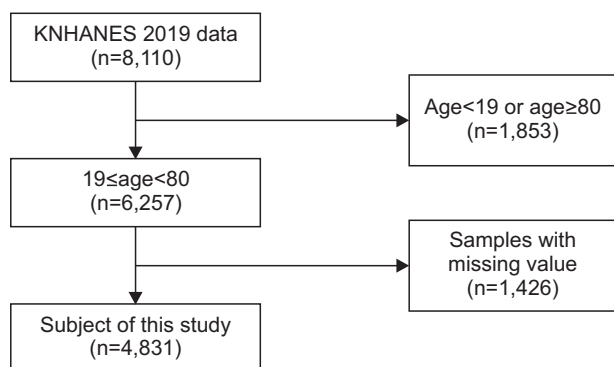 KNHANES 2019 data
(n=8,110)
Age<19 or age≥80
(n=1,853)
19≤age<80
(n=6,257)
Samples with
missing value
(n=1,426)
Subject of this study
(n=4,831)